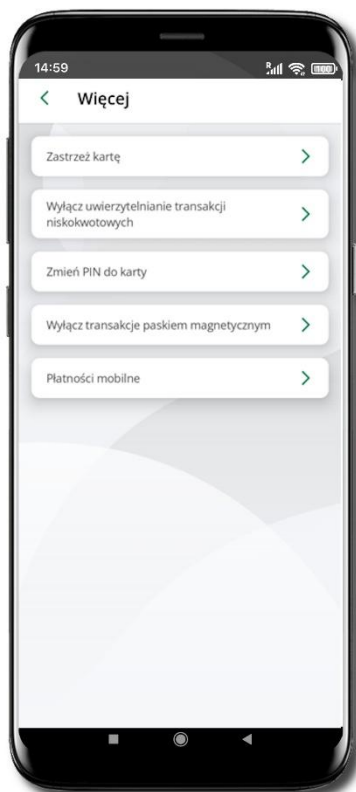 14:59
Więcej
Zastrzeż kartę
Wyłącz uwierzytelnianie transakcji
niskokwotowych
Zmień PIN do karty
Wyłącz transakcje paskiem magnetycznym
Płatności mobilne